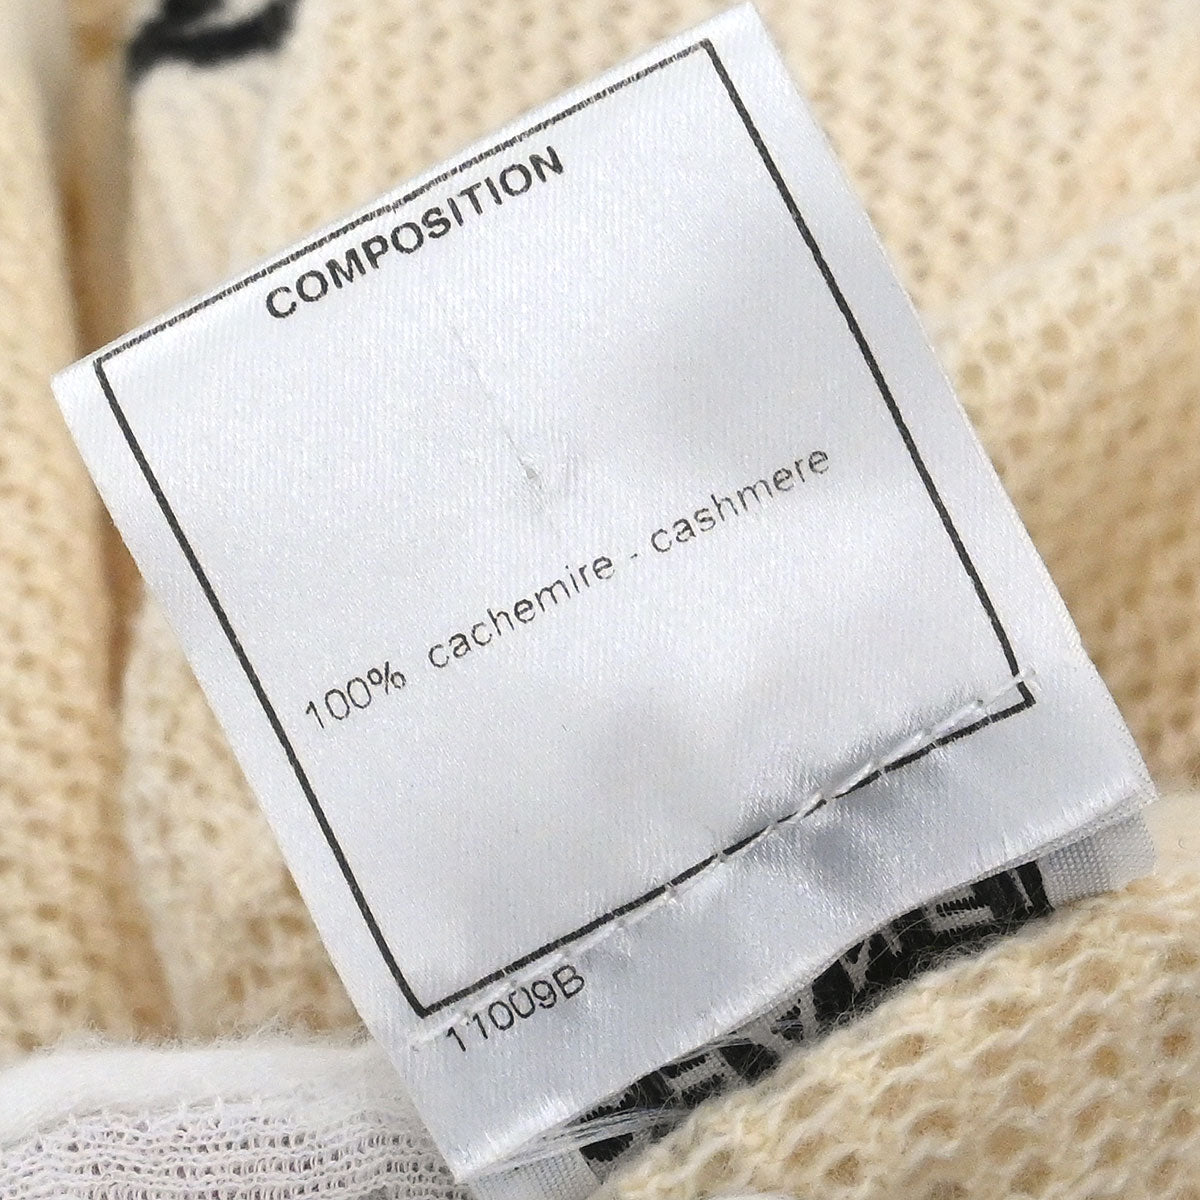 COMPOSITION
100% cachemire - cashmere
11009B